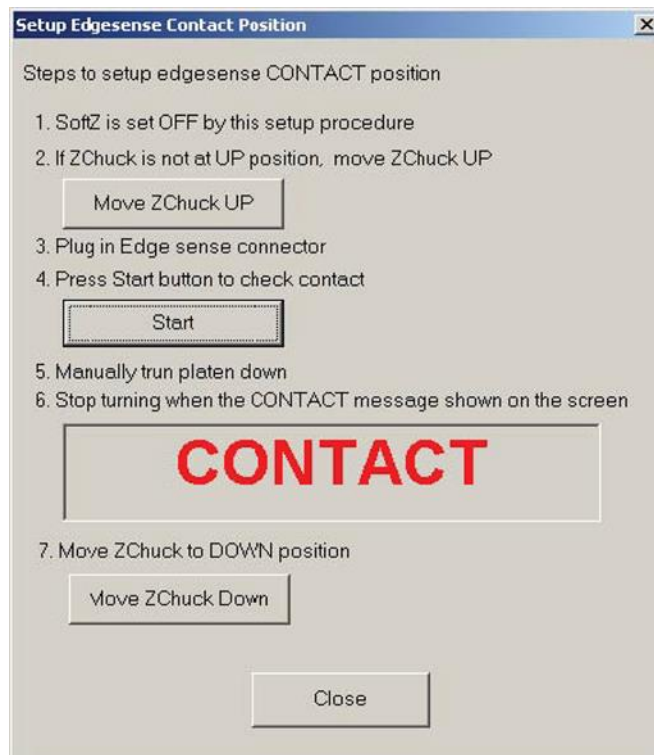 Setup Edgesense Contact Position
Steps to setup edgesense CONTACT position
1. SoftZ is set OFF by this setup procedure
2. If ZChuck is not at UP position, move ZChuck UP
Move ZChuck UP
3. Plug in Edge sense connector
4. Press Start button to check contact
Start
5. Manually trun platen down
6. Stop turning when the CONTACT message shown on the screen
CONTACT
7. Move ZChuck to DOWN position
Move ZChuck Down
Close